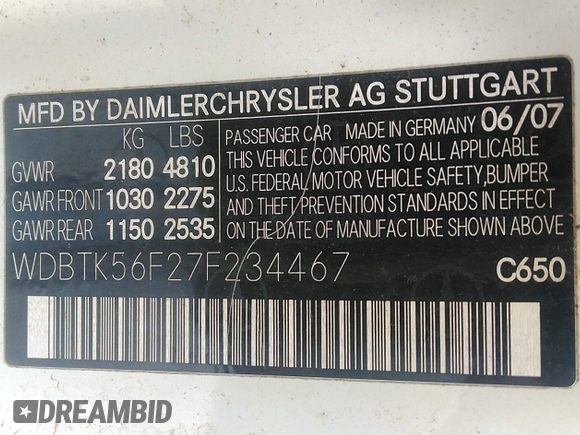 MFD BY DAIMLERCHRYSLER AG STUTTGART
KG LBS
GVWR 2180 4810
GAWR FRONT 1030 2275
GAWR REAR 1150 2535
PASSENGER CAR MADE IN GERMANY 06/07
THIS VEHICLE CONFORMS TO ALL APPLICABLE
U.S. FEDERAL MOTOR VEHICLE SAFETY, BUMPER
AND THEFT PREVENTION STANDARDS IN EFFECT
ON THE DATE OF MANUFACTURE SHOWN ABOVE
WDBTK56F27F234467 C650
DREAMBID